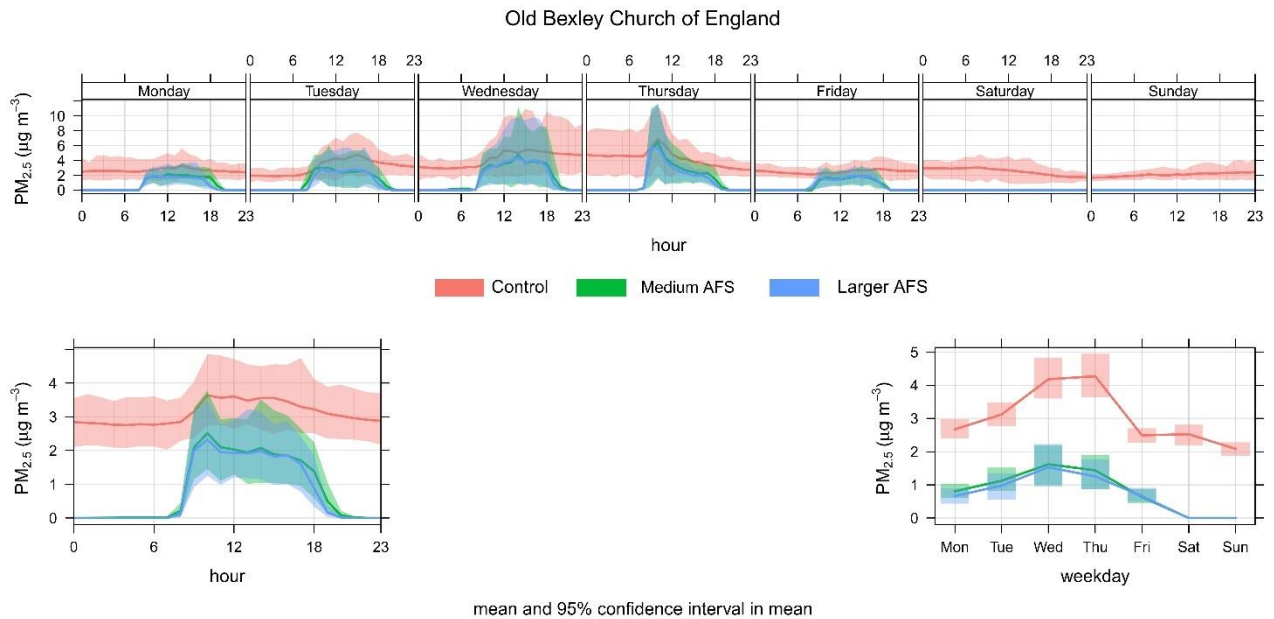 Old Bexley Church of England
0 6 12 18 23 0 6 12 18 23 0 6 12 18 23
Monday Tuesday Wednesday Thursday Friday Saturday Sunday
10
8
6
4
2
0
PM2.5 (µg m−3)
0 6 12 18 23 0 6 12 18 23 0 6 12 18 23 0 6 12 18 23
hour
Control Medium AFS Larger AFS
4
3
2
1
0
PM2.5 (µg m−3)
0 6 12 18 23
hour
5
4
3
2
1
0
PM2.5 (µg m−3)
Mon Tue Wed Thu Fri Sat Sun
weekday
mean and 95% confidence interval in mean